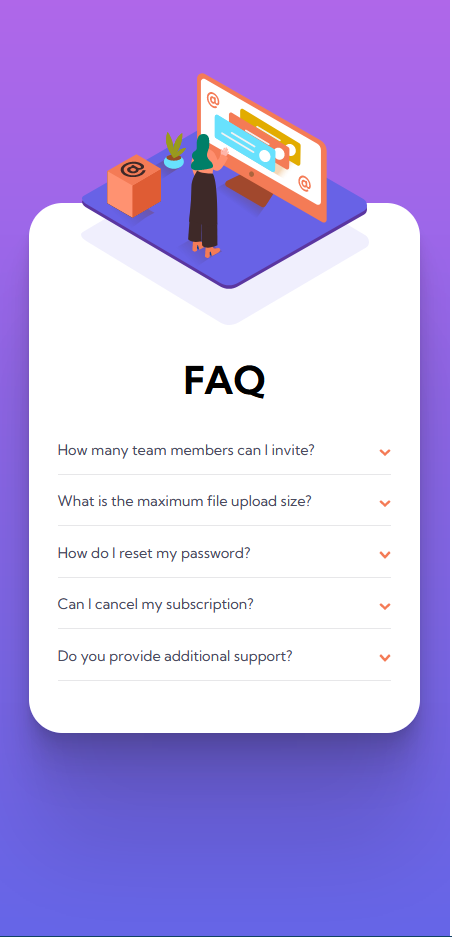 @
@
@
FAQ
How many team members can I invite?
What is the maximum file upload size?
How do I reset my password?
Can I cancel my subscription?
Do you provide additional support?